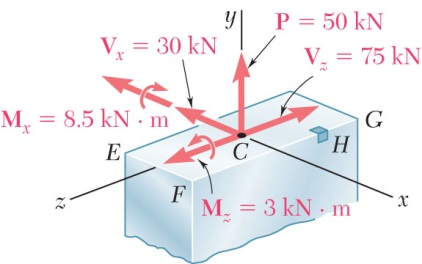 y
P = 50 kN
Vx = 30 kN
Vz = 75 kN
Mx = 8.5 kN · m
G
E
C
H
F
z
Mz = 3 kN · m
x